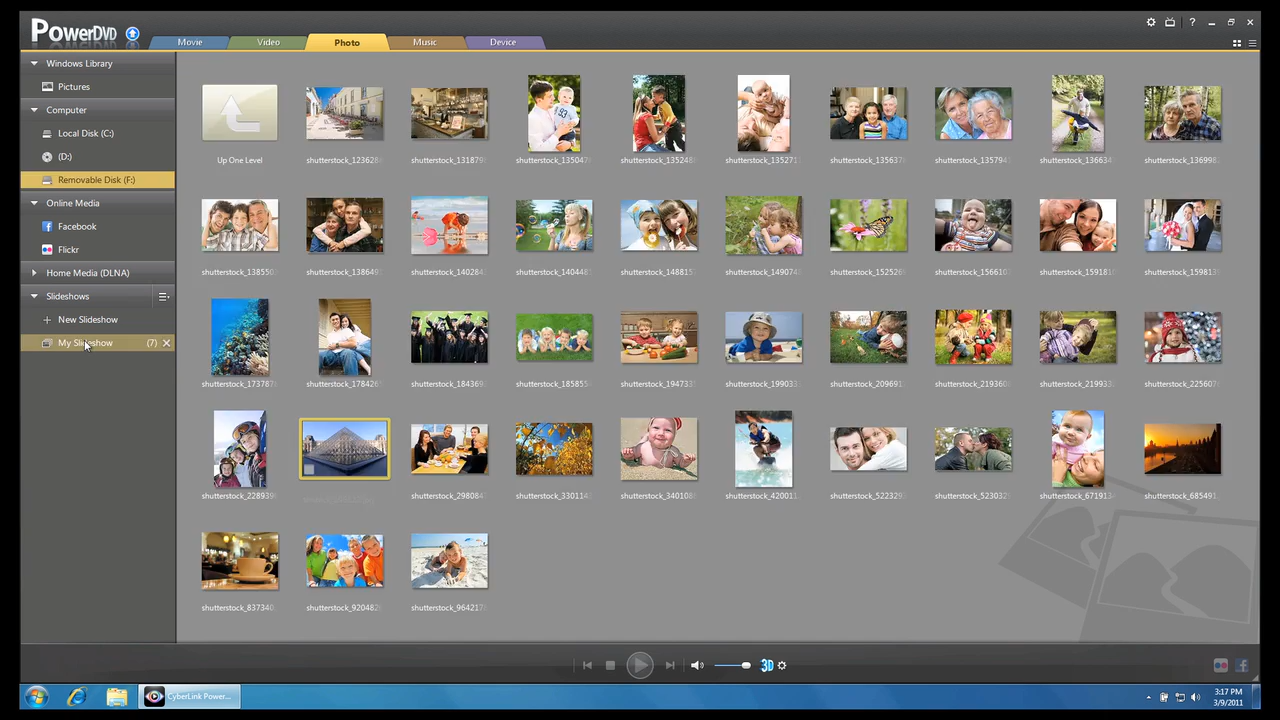 PowerDVD
Movie
Video
Photo
Music
Device
Windows Library
Pictures
Computer
Local Disk (C:)
(D:)
Removable Disk (F:)
Online Media
Facebook
Flickr
Home Media (DLNA)
Slideshows
New Slideshow
My Slideshow (7)
Up One Level
shutterstock_123628
shutterstock_131879
shutterstock_135047
shutterstock_135248
shutterstock_135271
shutterstock_135637
shutterstock_135794
shutterstock_136634
shutterstock_136998
shutterstock_138550
shutterstock_138649
shutterstock_140284
shutterstock_140448
shutterstock_148815
shutterstock_149074
shutterstock_152526
shutterstock_156610
shutterstock_159181
shutterstock_159813
shutterstock_173787
shutterstock_178426
shutterstock_184369
shutterstock_185855
shutterstock_194735
shutterstock_199033
shutterstock_209691
shutterstock_219360
shutterstock_219933
shutterstock_225607
shutterstock_228939
shutterstock_298084
shutterstock_330114
shutterstock_340108
shutterstock_420011
shutterstock_522329
shutterstock_523032
shutterstock_671913
shutterstock_685491
shutterstock_837340
shutterstock_920482
shutterstock_964217
3D
CyberLink Power...
3:17 PM
3/9/2011